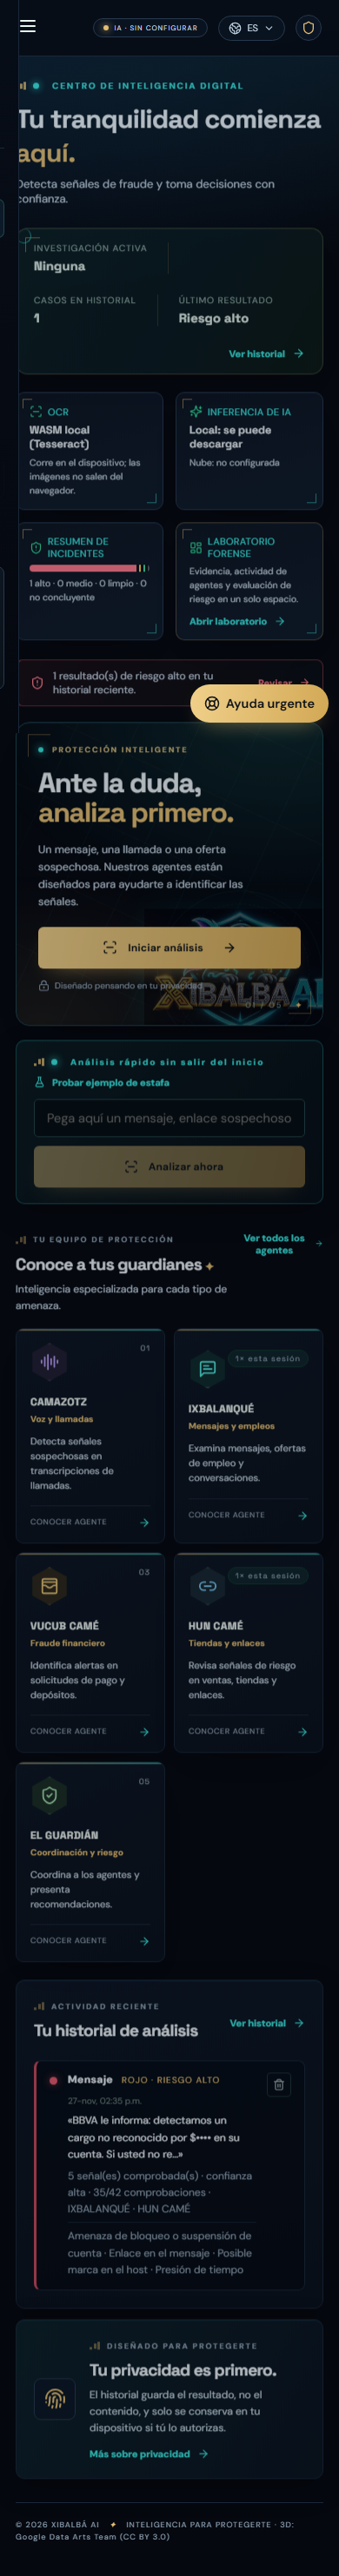 IA · SIN CONFIGURAR
ES
CENTRO DE INTELIGENCIA DIGITAL
Tu tranquilidad comienza
aquí.
Detecta señales de fraude y toma decisiones con
confianza.
INVESTIGACIÓN ACTIVA
Ninguna
CASOS EN HISTORIAL
1
ÚLTIMO RESULTADO
Riesgo alto
Ver historial
OCR
WASM local
(Tesseract)
Corre en el dispositivo; las
imágenes no salen del
navegador.
INFERENCIA DE IA
Local: se puede
descargar
Nube: no configurada
RESUMEN DE
INCIDENTES
1 alto · 0 medio · 0 limpio · 0
no concluyente
LABORATORIO
FORENSE
Evidencia, actividad de
agentes y evaluación de
riesgo en un solo espacio.
Abrir laboratorio
1 resultado(s) de riesgo alto en tu
historial reciente.
Revisar
Ayuda urgente
PROTECCIÓN INTELIGENTE
Ante la duda,
analiza primero.
Un mensaje, una llamada o una oferta
sospechosa. Nuestros agentes están
diseñados para ayudarte a identificar las
señales.
Iniciar análisis
Diseñado pensando en tu privacidad
XIBALBÁ AI
01 05
Análisis rápido sin salir del inicio
Probar ejemplo de estafa
Pega aquí un mensaje, enlace sospechoso
Analizar ahora
TU EQUIPO DE PROTECCIÓN
Conoce a tus guardianes
Inteligencia especializada para cada tipo de
amenaza.
Ver todos los
agentes
01
CAMAZOTZ
Voz y llamadas
Detecta señales
sospechosas en
transcripciones de
llamadas.
CONOCER AGENTE
1× esta sesión
IXBALANQUÉ
Mensajes y empleos
Examina mensajes, ofertas
de empleo y
conversaciones.
CONOCER AGENTE
03
VUCUB CAMÉ
Fraude financiero
Identifica alertas en
solicitudes de pago y
depósitos.
CONOCER AGENTE
1× esta sesión
HUN CAMÉ
Tiendas y enlaces
Revisa señales de riesgo
en ventas, tiendas y
enlaces.
CONOCER AGENTE
05
EL GUARDIÁN
Coordinación y riesgo
Coordina a los agentes y
presenta
recomendaciones.
CONOCER AGENTE
ACTIVIDAD RECIENTE
Tu historial de análisis
Ver historial
Mensaje ROJO · RIESGO ALTO
27-nov, 02:35 p.m.
«BBVA le informa: detectamos un
cargo no reconocido por $•••• en su
cuenta. Si usted no re…»
5 señal(es) comprobada(s) · confianza
alta · 35/42 comprobaciones ·
IXBALANQUÉ · HUN CAMÉ
Amenaza de bloqueo o suspensión de
cuenta · Enlace en el mensaje · Posible
marca en el host · Presión de tiempo
DISEÑADO PARA PROTEGERTE
Tu privacidad es primero.
El historial guarda el resultado, no el
contenido, y solo se conserva en tu
dispositivo si tú lo autorizas.
Más sobre privacidad
© 2026 XIBALBÁ AI ✦ INTELIGENCIA PARA PROTEGERTE · 3D:
Google Data Arts Team (CC BY 3.0)